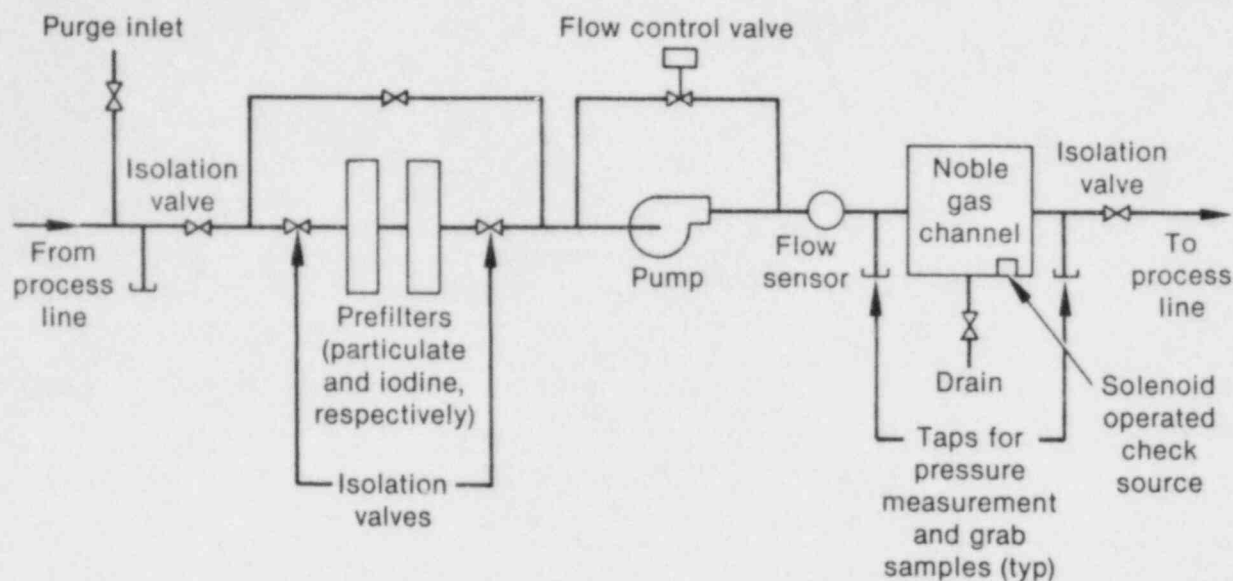 Purge inlet
Flow control valve
Isolation
valve
From
process
line
Prefilters
(particulate
and iodine,
respectively)
Isolation
valves
Pump
Flow
sensor
Noble
gas
channel
Isolation
valve
To
process
line
Drain
Solenoid
operated
check
source
Taps for
pressure
measurement
and grab
samples (typ)